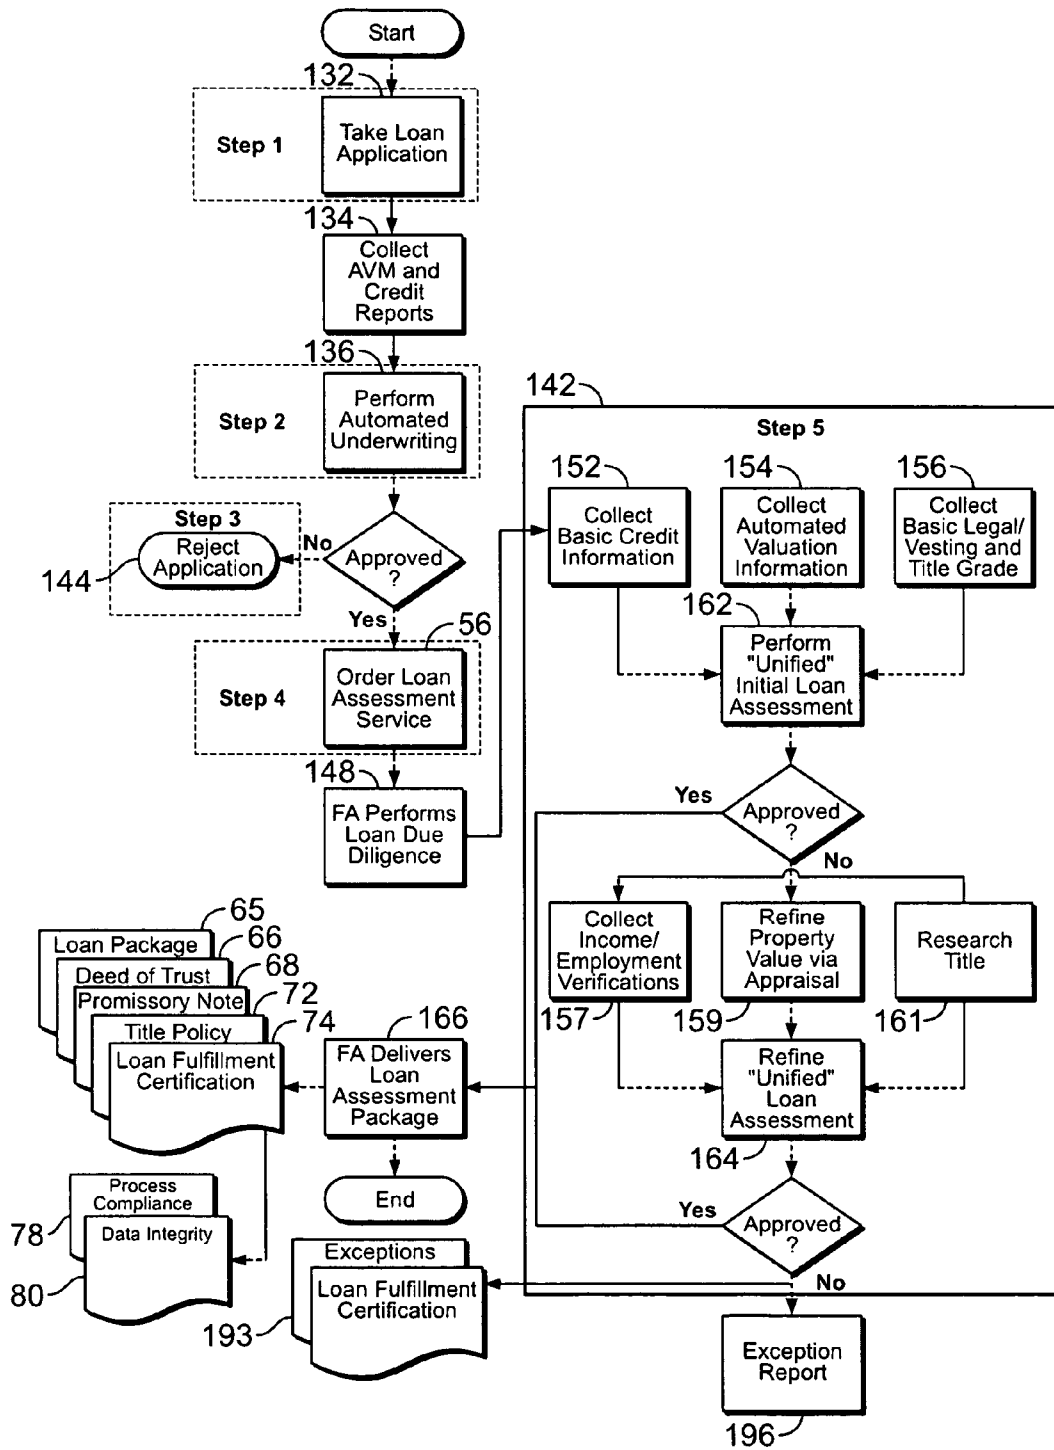 Start
132
Step 1
Take Loan
Application
134
Collect
AVM and
Credit
Reports
136
Step 2
Perform
Automated
Underwriting
Step 3
Reject
Application
144
No
Approved
?
Yes
56
Step 4
Order Loan
Assessment
Service
148
FA Performs
Loan Due
Diligence
142
Step 5
152
Collect
Basic Credit
Information
154
Collect
Automated
Valuation
Information
156
Collect
Basic Legal/
Vesting and
Title Grade
162
Perform
"Unified"
Initial Loan
Assessment
Yes
Approved
?
No
Collect
Income/
Employment
Verifications
157
Refine
Property
Value via
Appraisal
159
Research
Title
161
Refine
"Unified"
Loan
Assessment
164
Yes
Approved
?
No
65
Loan Package
66
Deed of Trust
68
Promissory Note
72
Title Policy
74
Loan Fulfillment
Certification
166
FA Delivers
Loan
Assessment
Package
End
Process
Compliance
78
Data Integrity
80
Exceptions
Loan Fulfillment
Certification
193
Exception
Report
196